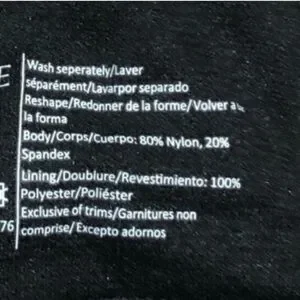 E
Wash seperately/Laver
séparément/Lavarpor separado
Reshape/Redonner de la forme/Volver a
la forma
Body/Corps/Cuerpo: 80% Nylon, 20%
Spandex
Lining/Doublure/Revestimiento: 100%
Polyester/Poliéster
Exclusive of trims/Garnitures non
76 comprise/Excepto adornos